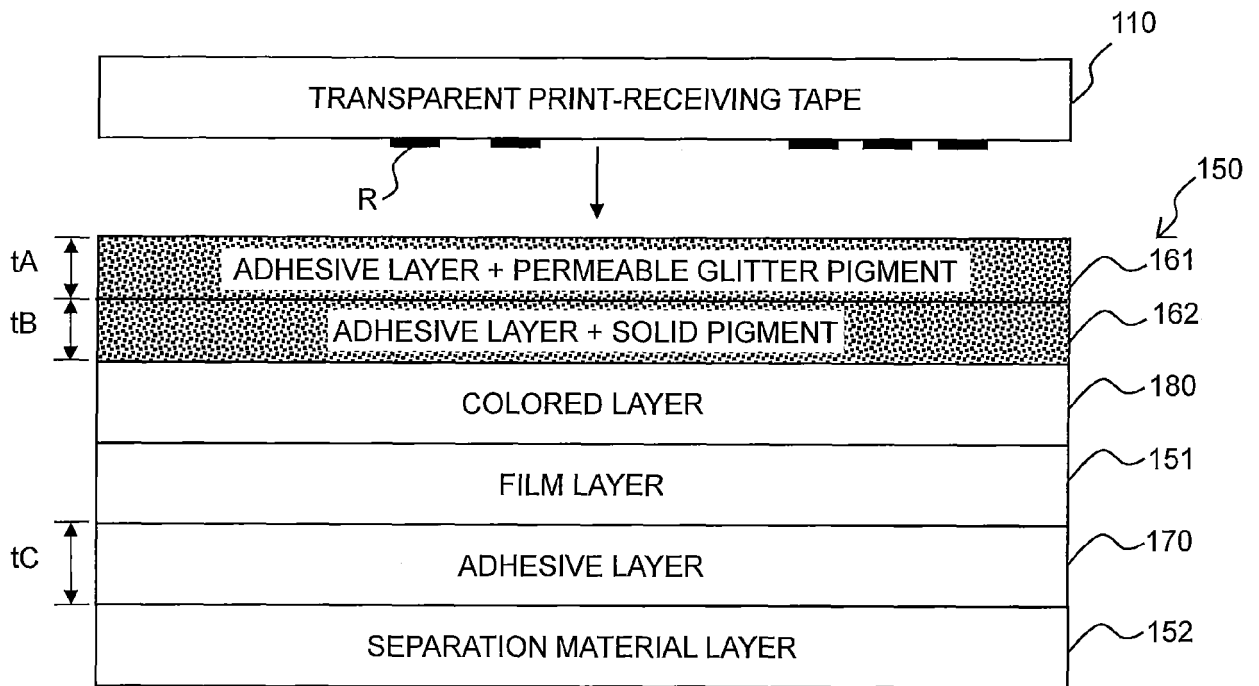 110
TRANSPARENT PRINT-RECEIVING TAPE
R
150
tA
ADHESIVE LAYER + PERMEABLE GLITTER PIGMENT
161
tB
ADHESIVE LAYER + SOLID PIGMENT
162
COLORED LAYER
180
FILM LAYER
151
tC
ADHESIVE LAYER
170
SEPARATION MATERIAL LAYER
152